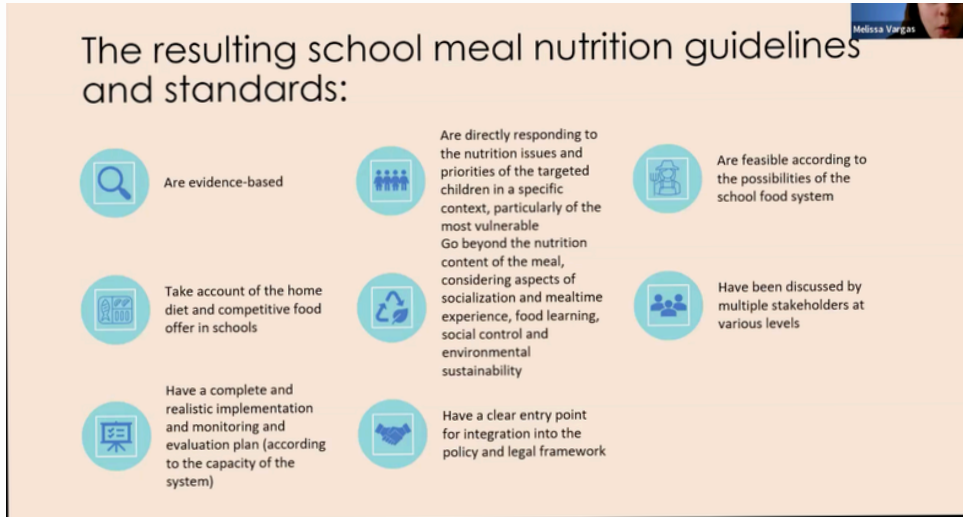 Melissa Vargas
The resulting school meal nutrition guidelines
and standards:
Are evidence-based
Are directly responding to
the nutrition issues and
priorities of the targeted
children in a specific
context, particularly of the
most vulnerable
Are feasible according to
the possibilities of the
school food system
Take account of the home
diet and competitive food
offer in schools
Go beyond the nutrition
content of the meal,
considering aspects of
socialization and mealtime
experience, food learning,
social control and
environmental
sustainability
Have been discussed by
multiple stakeholders at
various levels
Have a complete and
realistic implementation
and monitoring and
evaluation plan (according
to the capacity of the
system)
Have a clear entry point
for integration into the
policy and legal framework